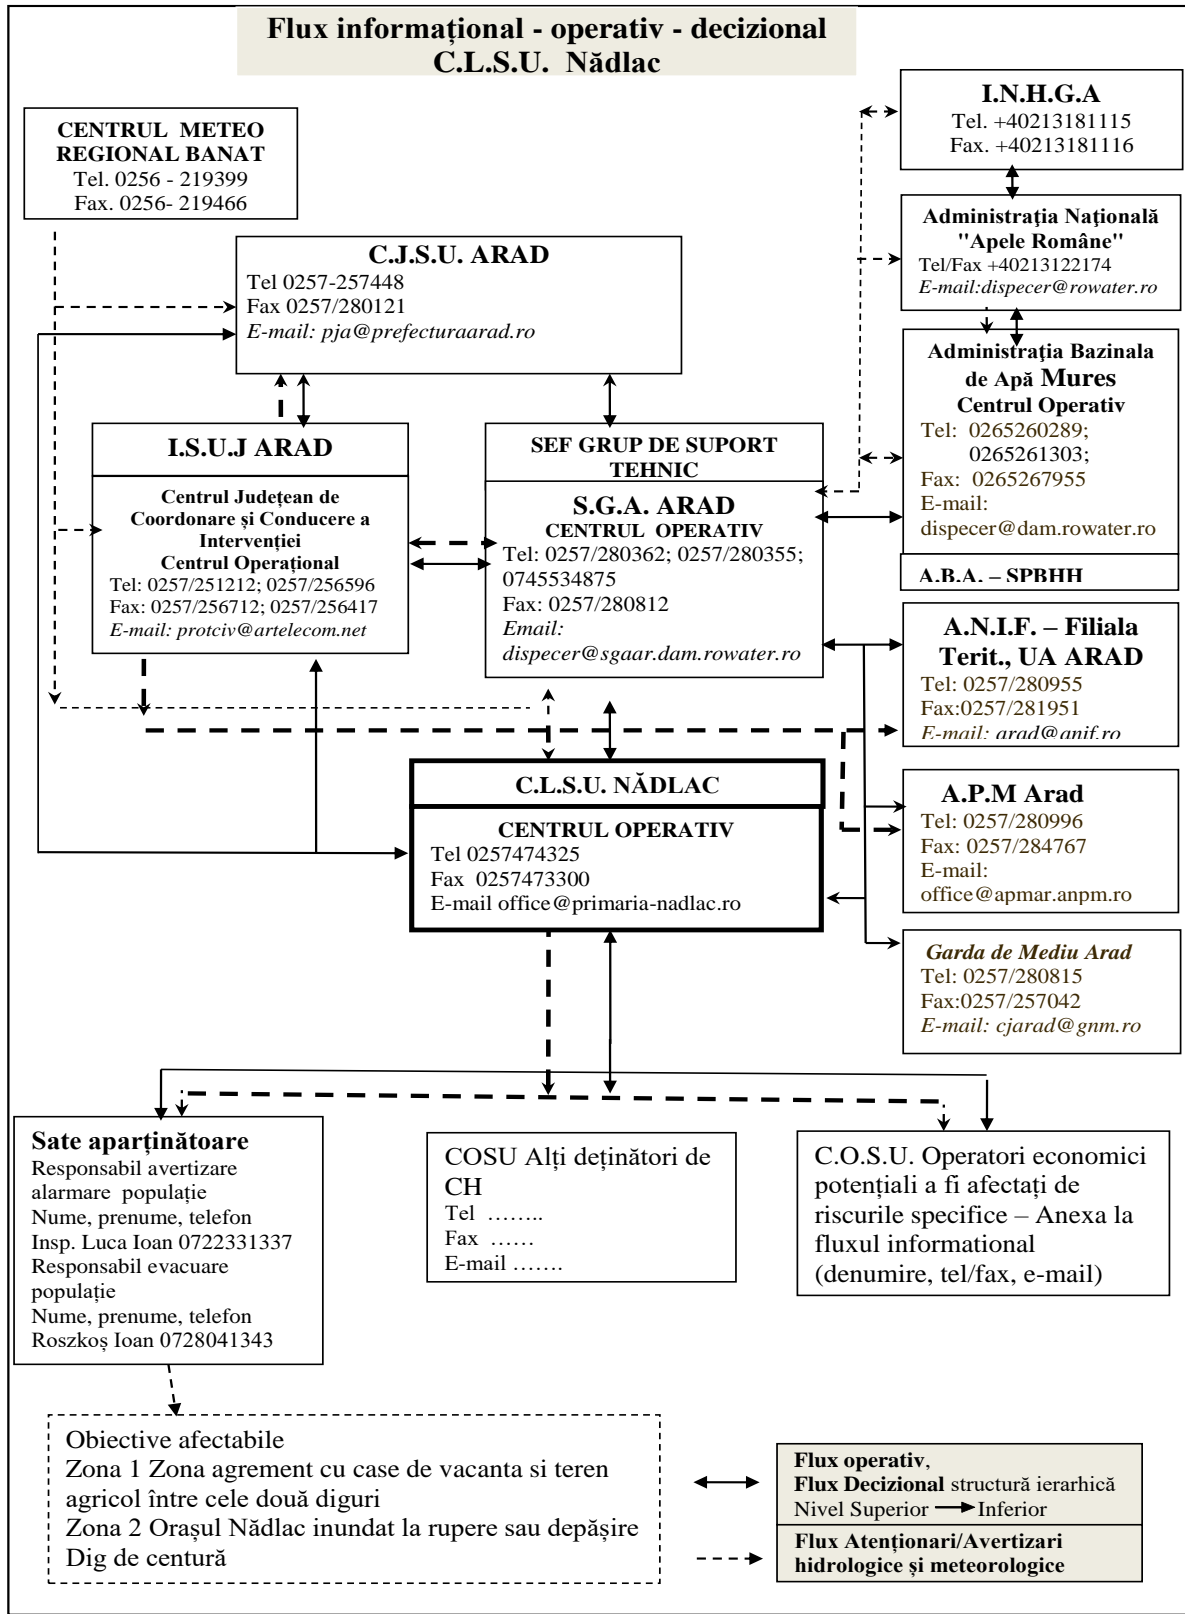 Flux informațional - operativ - decizional
C.L.S.U. Nădlac
CENTRUL METEO
REGIONAL BANAT
Tel. 0256 - 219399
Fax. 0256- 219466
I.N.H.G.A
Tel. +40213181115
Fax. +40213181116
Administraţia Naţională
"Apele Române"
Tel/Fax +40213122174
E-mail:dispecer@rowater.ro
C.J.S.U. ARAD
Tel 0257-257448
Fax 0257/280121
E-mail: pja@prefecturaarad.ro
Administraţia Bazinala
de Apă Mures
Centrul Operativ
Tel: 0265260289;
0265261303;
Fax: 0265267955
E-mail:
dispecer@dam.rowater.ro
A.B.A. – SPBHH
I.S.U.J ARAD
Centrul Județean de
Coordonare și Conducere a
Intervenției
Centrul Operațional
Tel: 0257/251212; 0257/256596
Fax: 0257/256712; 0257/256417
E-mail: protciv@artelecom.net
SEF GRUP DE SUPORT
TEHNIC
S.G.A. ARAD
CENTRUL OPERATIV
Tel: 0257/280362; 0257/280355;
0745534875
Fax: 0257/280812
Email:
dispecer@sgaar.dam.rowater.ro
A.N.I.F. – Filiala
Terit., UA ARAD
Tel: 0257/280955
Fax:0257/281951
E-mail: arad@anif.ro
C.L.S.U. NĂDLAC
CENTRUL OPERATIV
Tel 0257474325
Fax 0257473300
E-mail office@primaria-nadlac.ro
A.P.M Arad
Tel: 0257/280996
Fax: 0257/284767
E-mail:
office@apmar.anpm.ro
Garda de Mediu Arad
Tel: 0257/280815
Fax:0257/257042
E-mail: cjarad@gnm.ro
Sate aparținătoare
Responsabil avertizare
alarmare populație
Nume, prenume, telefon
Insp. Luca Ioan 0722331337
Responsabil evacuare
populație
Nume, prenume, telefon
Roszkoș Ioan 0728041343
COSU Alți deținători de
CH
Tel ……..
Fax ……
E-mail …….
C.O.S.U. Operatori economici
potențiali a fi afectați de
riscurile specifice – Anexa la
fluxul informational
(denumire, tel/fax, e-mail)
Obiective afectabile
Zona 1 Zona agrement cu case de vacanta si teren
agricol între cele două diguri
Zona 2 Orașul Nădlac inundat la rupere sau depășire
Dig de centură
Flux operativ,
Flux Decizional structură ierarhică
Nivel Superior Inferior
Flux Atenționari/Avertizari
hidrologice și meteorologice